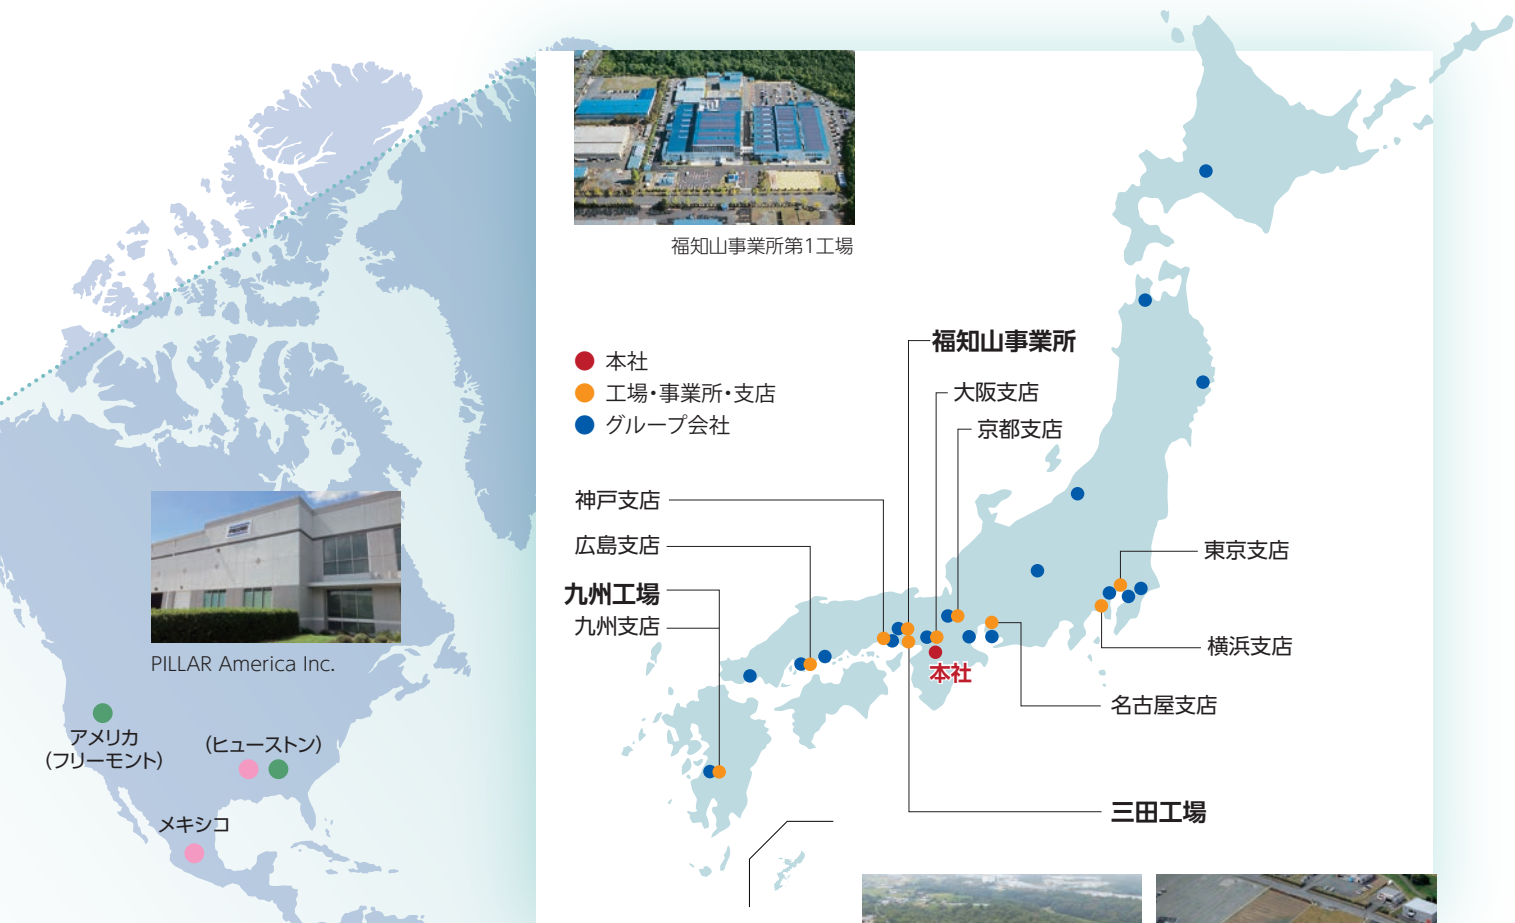 福知山事業所第1工場
本社
工場・事業所・支店
グループ会社
福知山事業所
大阪支店
京都支店
神戸支店
広島支店
九州工場
九州支店
東京支店
横浜支店
本社
名古屋支店
三田工場
PILLAR America Inc.
アメリカ
(フリーモント)
(ヒューストン)
メキシコ